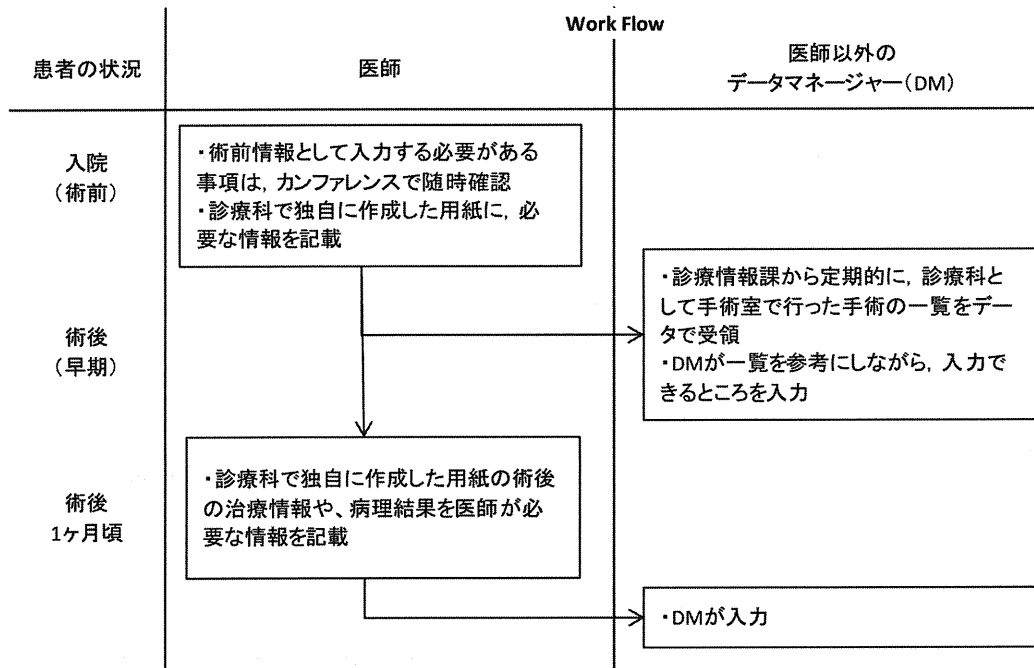 Work Flow
患者の状況
医師
医師以外の
データマネージャー(DM)
入院
(術前)
・術前情報として入力する必要がある
事項は，カンファレンスで随時確認
・診療科で独自に作成した用紙に，必
要な情報を記載
術後
(早期)
・診療情報課から定期的に，診療科と
して手術室で行った手術の一覧をデー
タで受領
・DMが一覧を参考にしながら，入力で
きるところを入力
術後
1ヶ月頃
・診療科で独自に作成した用紙の術後
の治療情報や、病理結果を医師が必
要な情報を記載
・DMが入力